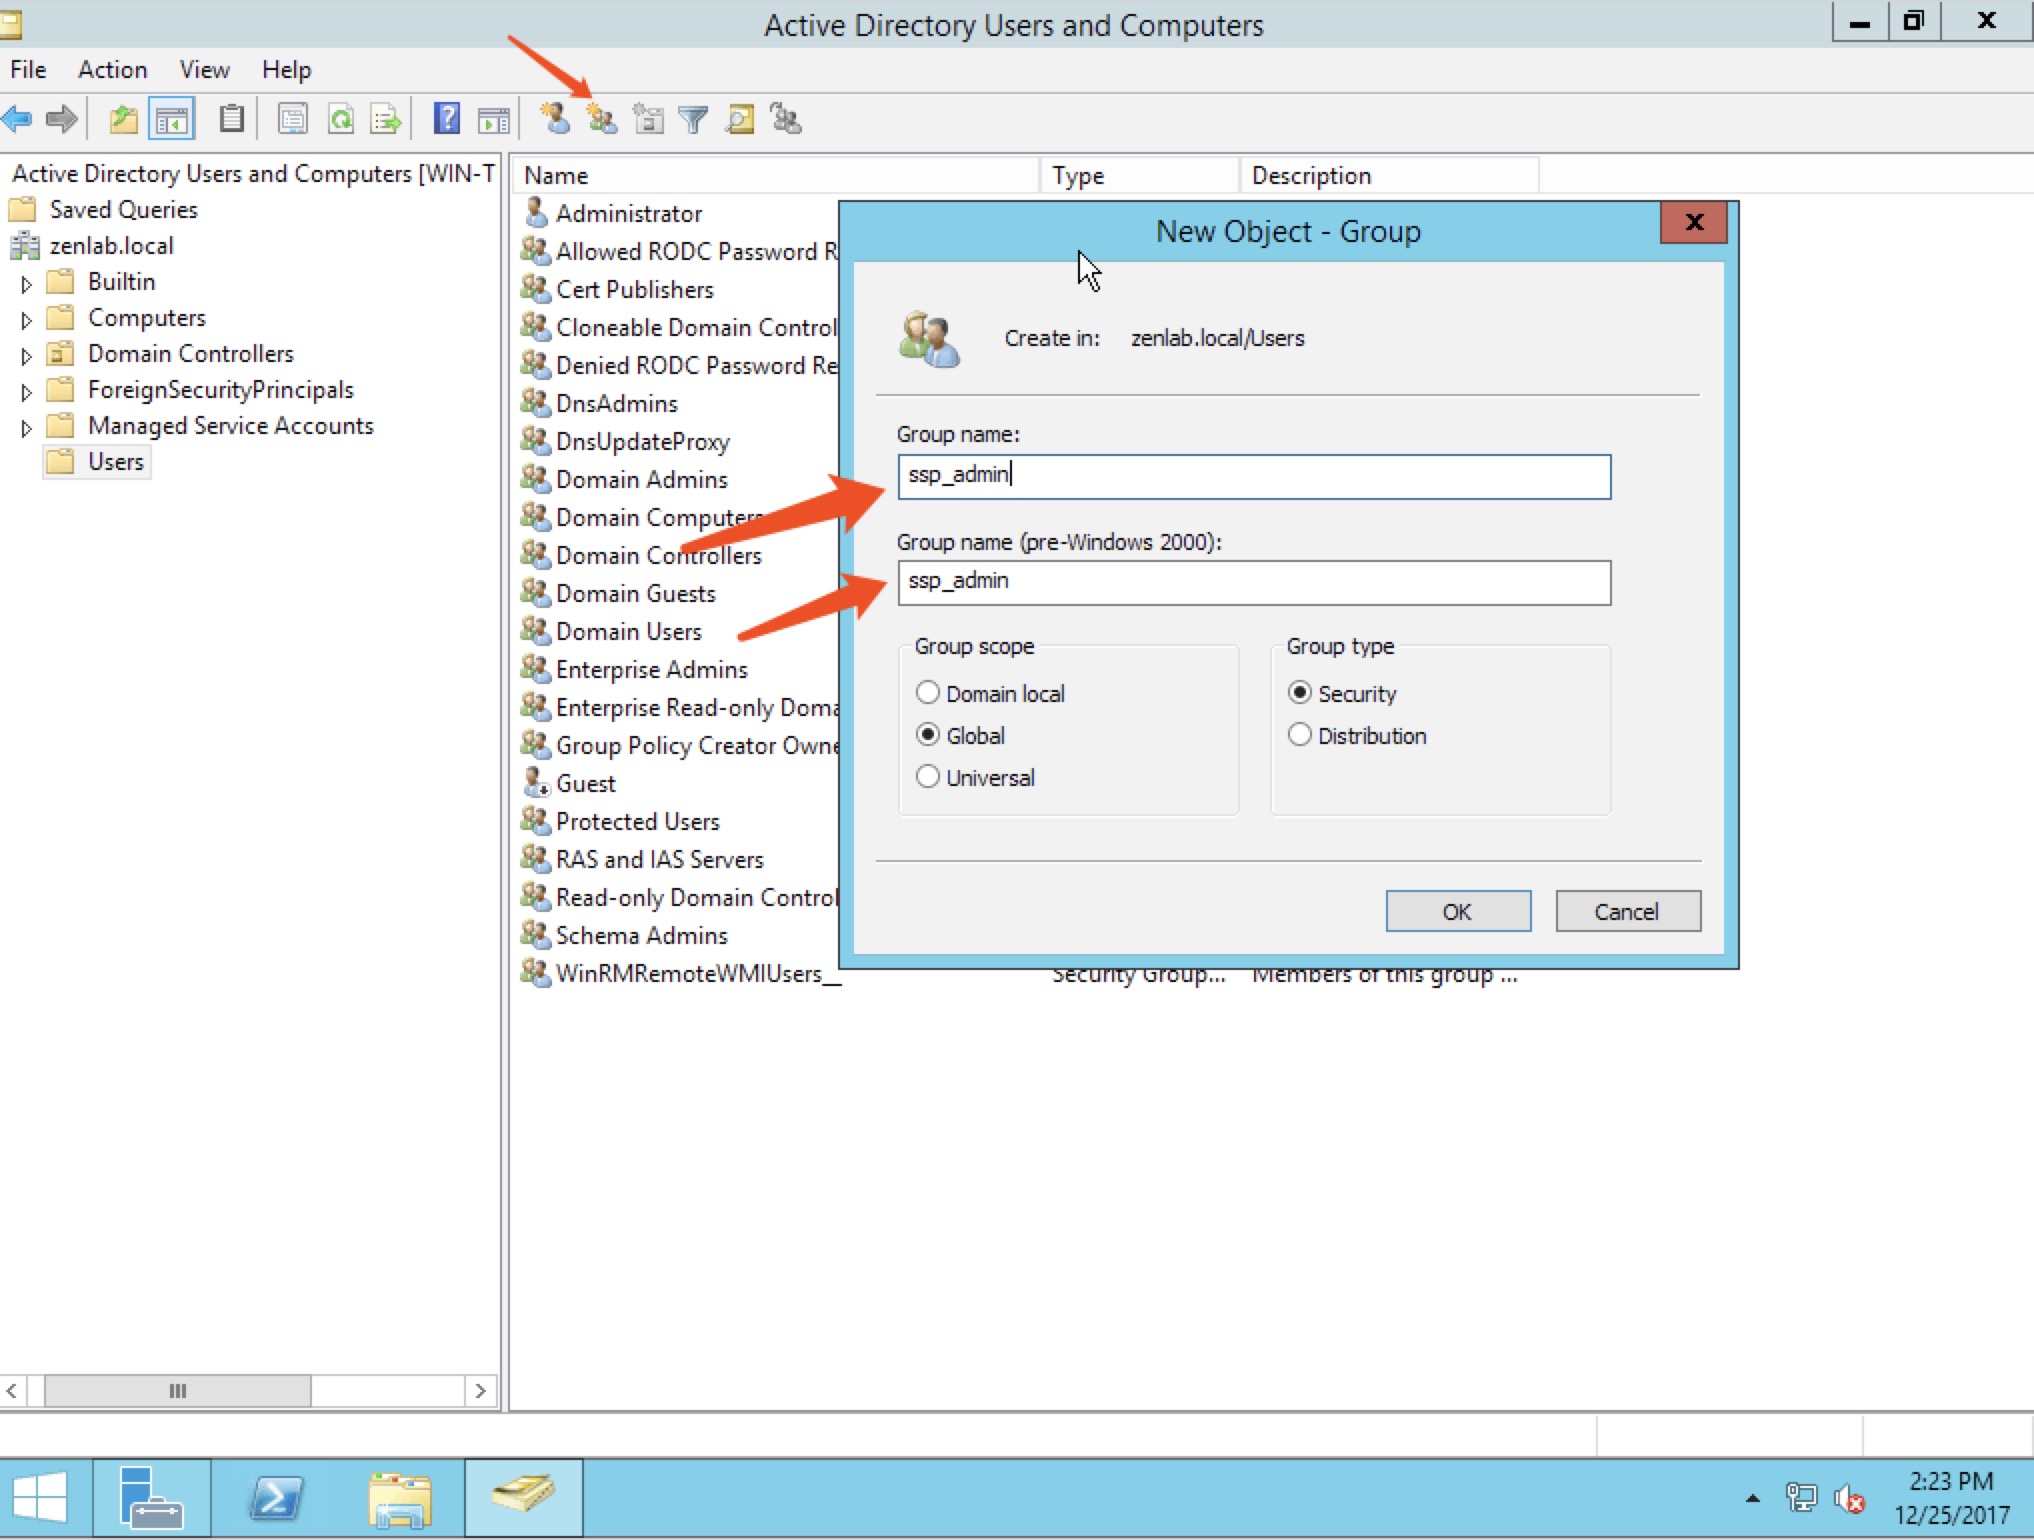 Active Directory Users and Computers
File Action View Help
Active Directory Users and Computers [WIN-T
Saved Queries
zenlab.local
Builtin
Computers
Domain Controllers
ForeignSecurityPrincipals
Managed Service Accounts
Users
Name Type Description
Administrator
Allowed RODC Password R
Cert Publishers
Cloneable Domain Control
Denied RODC Password Re
DnsAdmins
DnsUpdateProxy
Domain Admins
Domain Computers
Domain Controllers
Domain Guests
Domain Users
Enterprise Admins
Enterprise Read-only Doma
Group Policy Creator Owne
Guest
Protected Users
RAS and IAS Servers
Read-only Domain Control
Schema Admins
WinRMRemoteWMIUsers__ Security Group... Members of this group ...
New Object - Group
Create in: zenlab.local/Users
Group name:
ssp_admin
Group name (pre-Windows 2000):
ssp_admin
Group scope
Domain local
Global
Universal
Group type
Security
Distribution
OK Cancel
2:23 PM
12/25/2017